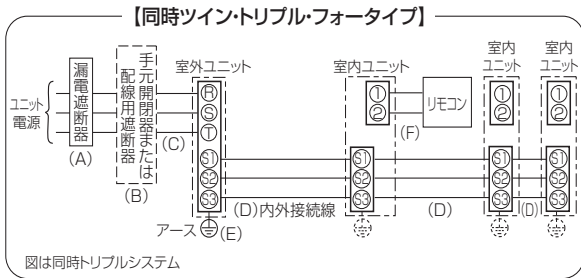 【同時ツイン・トリプル・フォータイプ】
ユニット
電源
漏電遮断器
(A)
手元開閉器または
配線用遮断器
(B)
(C)
室外ユニット
R
S
T
S1
S2
S3
アース
(E)
(D)内外接続線
室内ユニット
①
②
S1
S2
S3
(F)
リモコン
(D)
室内
ユニット
①
②
S1
S2
S3
(D)
室内
ユニット
①
②
S1
S2
S3
図は同時トリプルシステム